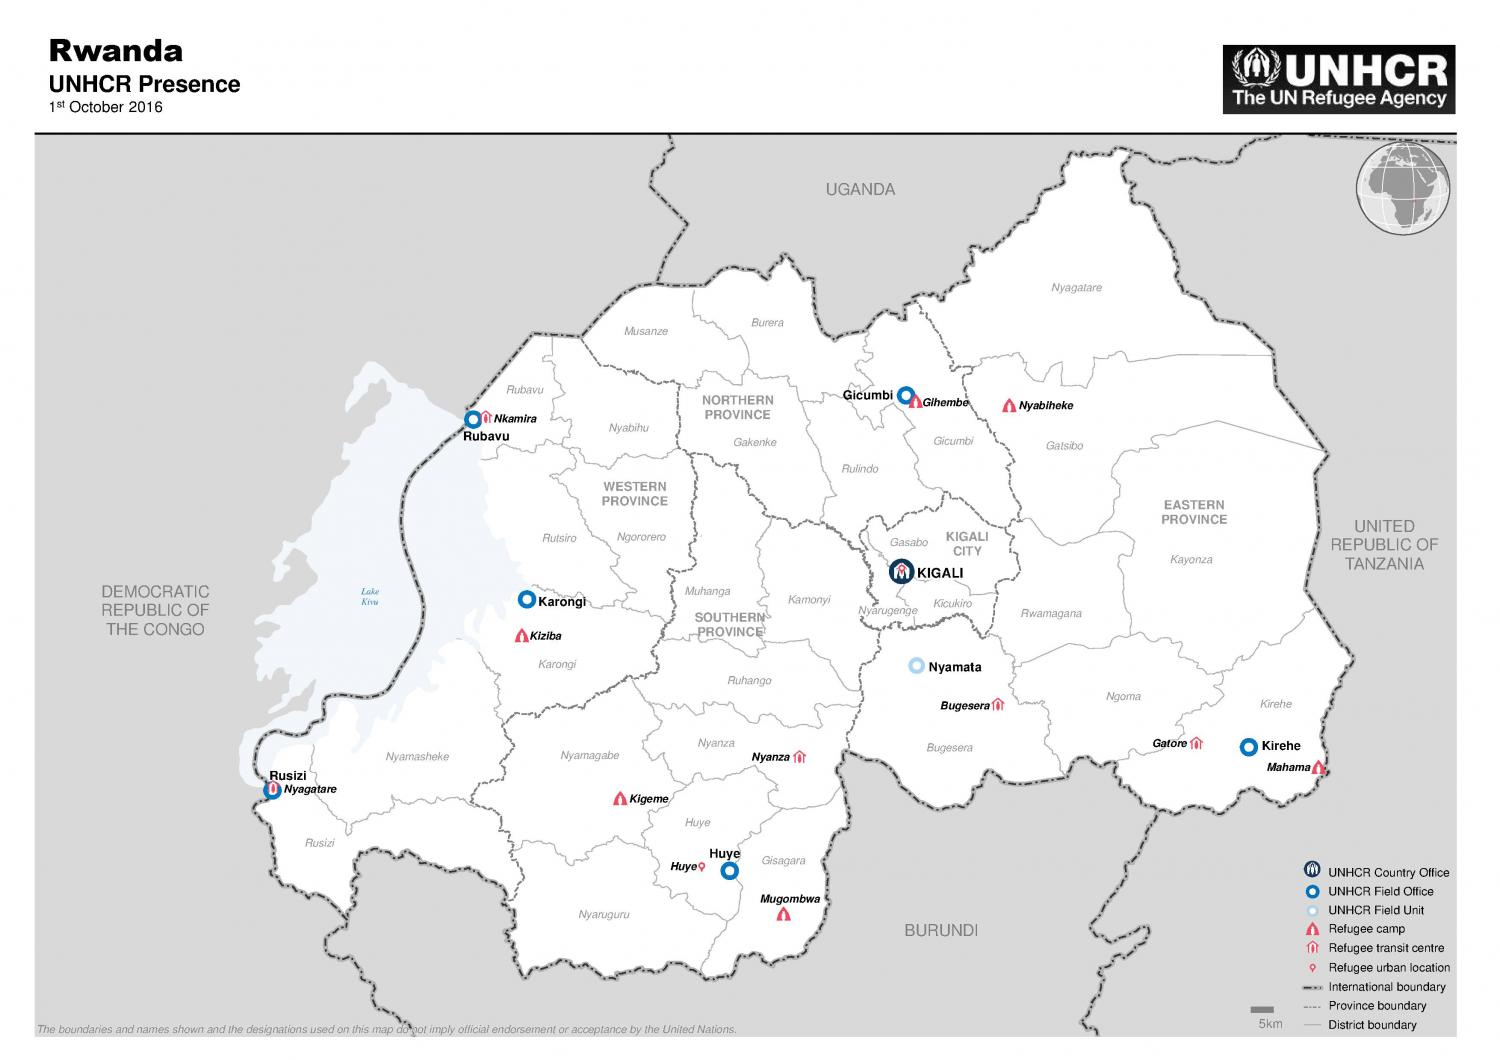 Rwanda
UNHCR Presence
1st October 2016
UNHCR
The UN Refugee Agency
UGANDA
Nyagatare
Musanze
Burera
Rubavu
Gicumbi
Gihembe
Nyabiheke
Nkamira
Rubavu
Nyabihu
NORTHERN
PROVINCE
Gakenke
Gicumbi
Gatsibo
Rulindo
WESTERN
PROVINCE
EASTERN
PROVINCE
Rutsiro
Ngororero
Gasabo
KIGALI
CITY
Kayonza
UNITED
REPUBLIC OF
TANZANIA
DEMOCRATIC
REPUBLIC OF
THE CONGO
Lake
Kivu
KIGALI
Karongi
Muhanga
Kamonyi
Nyarugenge
Kicukiro
Rwamagana
SOUTHERN
PROVINCE
Kiziba
Karongi
Ruhango
Nyamata
Bugesera
Ngoma
Kirehe
Nyamasheke
Nyamagabe
Nyanza
Nyanza
Bugesera
Gatore
Kirehe
Mahama
Rusizi
Nyagatare
Kigeme
Rusizi
Huye
Huye
Huye
Gisagara
Mugombwa
Nyaruguru
BURUNDI
UNHCR Country Office
UNHCR Field Office
UNHCR Field Unit
Refugee camp
Refugee transit centre
Refugee urban location
International boundary
Province boundary
District boundary
5km
The boundaries and names shown and the designations used on this map do not imply official endorsement or acceptance by the United Nations.